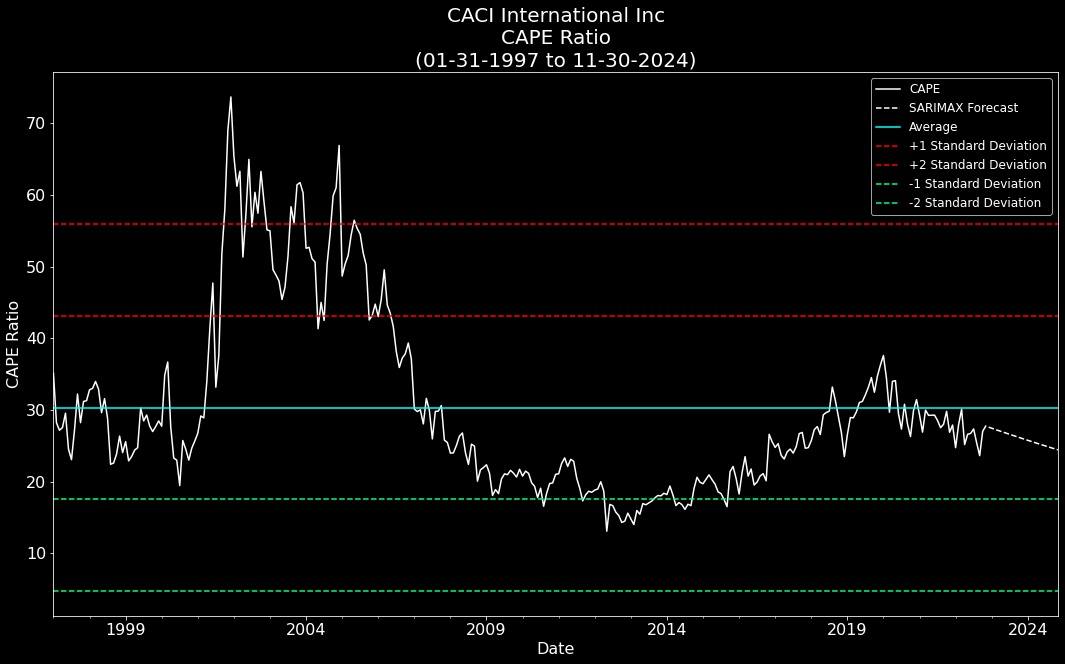 CACI International Inc
CAPE Ratio
(01-31-1997 to 11-30-2024)
CAPE
SARIMAX Forecast
Average
+1 Standard Deviation
+2 Standard Deviation
-1 Standard Deviation
-2 Standard Deviation
CAPE Ratio
70
60
50
40
30
20
10
1999
2004
2009
2014
2019
2024
Date